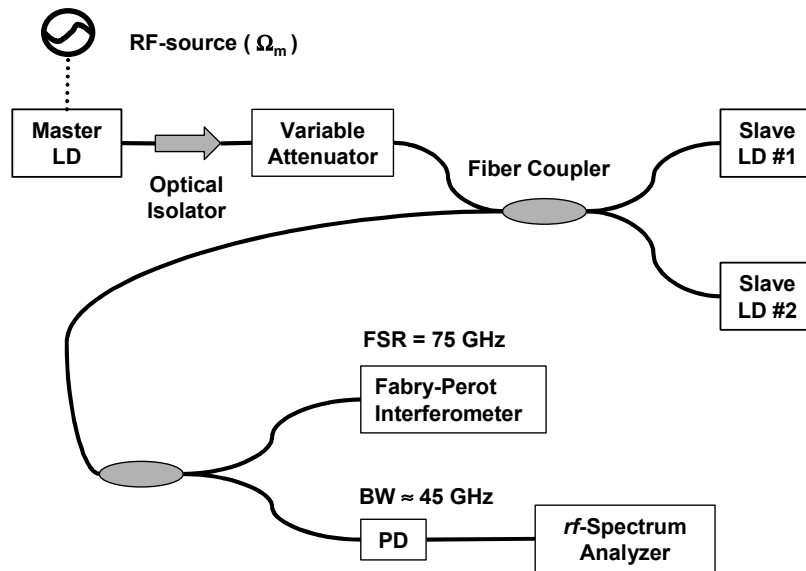 RF-source ( Ωm )
Master
LD
Optical
Isolator
Variable
Attenuator
Fiber Coupler
Slave
LD #1
Slave
LD #2
FSR = 75 GHz
Fabry-Perot
Interferometer
BW ≈ 45 GHz
PD
rf-Spectrum
Analyzer